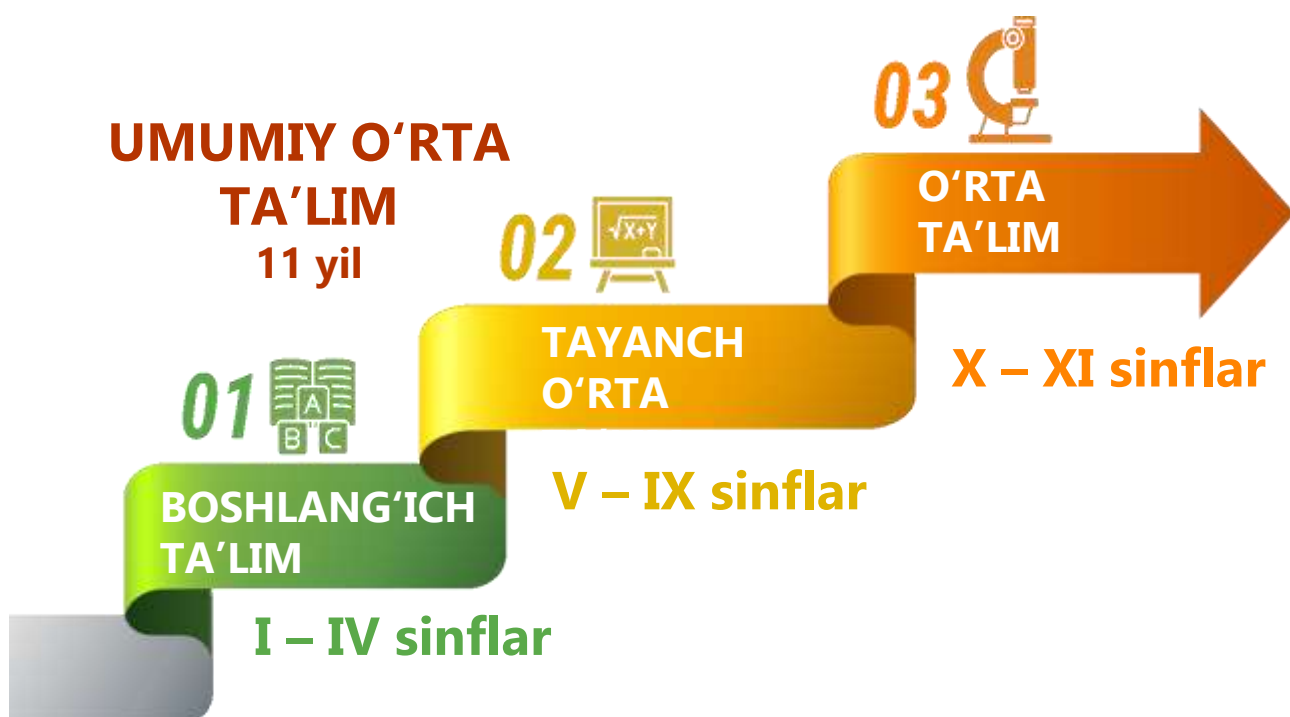 UMUMIY O‘RTA
TA’LIM
11 yil
01
A
B C
BOSHLANG‘ICH
TA’LIM
I – IV sinflar
02
√X+Y
TAYANCH
O‘RTA
V – IX sinflar
03
O‘RTA
TA’LIM
X – XI sinflar